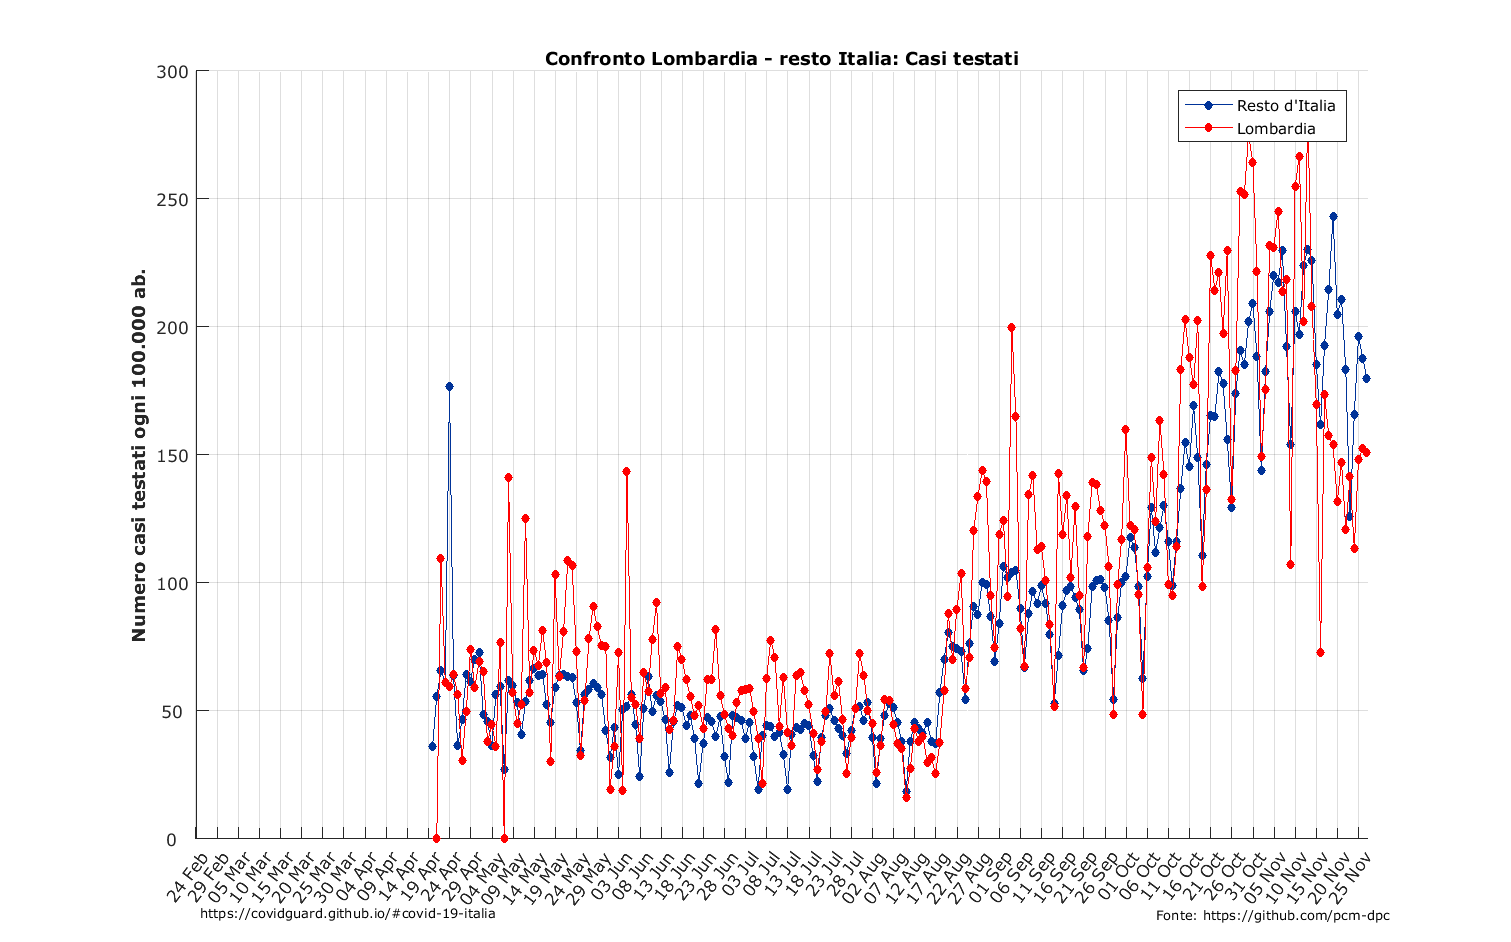 Confronto Lombardia - resto Italia: Casi testati
300
250
200
150
100
50
0
Numero casi testati ogni 100.000 ab.
Resto d'Italia
Lombardia
24 Feb
29 Feb
05 Mar
10 Mar
15 Mar
20 Mar
25 Mar
30 Mar
04 Apr
09 Apr
14 Apr
19 Apr
24 Apr
29 Apr
04 May
09 May
14 May
19 May
24 May
29 May
03 Jun
08 Jun
13 Jun
18 Jun
23 Jun
28 Jun
03 Jul
08 Jul
13 Jul
18 Jul
23 Jul
28 Jul
02 Aug
07 Aug
12 Aug
17 Aug
22 Aug
27 Aug
01 Sep
06 Sep
11 Sep
16 Sep
21 Sep
26 Sep
01 Oct
06 Oct
11 Oct
16 Oct
21 Oct
26 Oct
31 Oct
05 Nov
10 Nov
15 Nov
20 Nov
25 Nov
https://covidguard.github.io/#covid-19-italia
Fonte: https://github.com/pcm-dpc